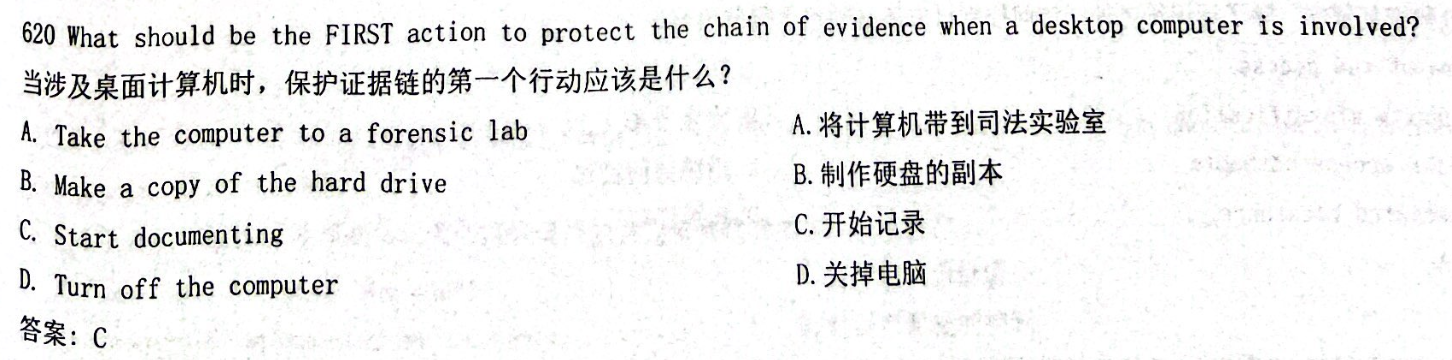 620 What should be the FIRST action to protect the chain of evidence when a desktop computer is involved?
当涉及桌面计算机时，保护证据链的第一个行动应该是什么？
A. Take the computer to a forensic lab A.将计算机带到司法实验室
B. Make a copy of the hard drive B.制作硬盘的副本
C. Start documenting C.开始记录
D. Turn off the computer D.关掉电脑
答案：C